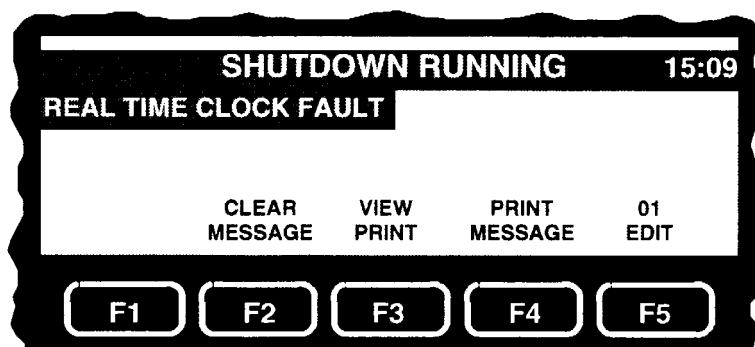 SHUTDOWN RUNNING 15:09
REAL TIME CLOCK FAULT
CLEAR VIEW PRINT 01
MESSAGE PRINT MESSAGE EDIT
F1 F2 F3 F4 F5